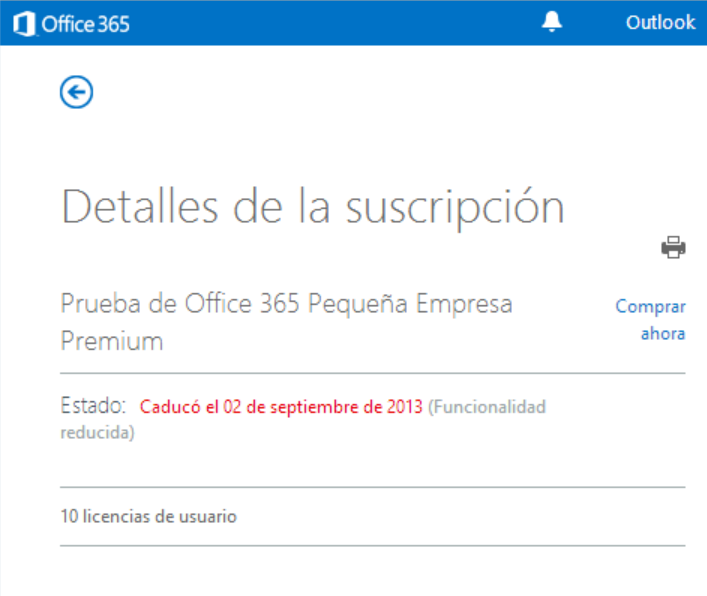 Office 365
Outlook
Detalles de la suscripción
Prueba de Office 365 Pequeña Empresa
Premium
Comprar
ahora
Estado: Caducó el 02 de septiembre de 2013 (Funcionalidad
reducida)
10 licencias de usuario